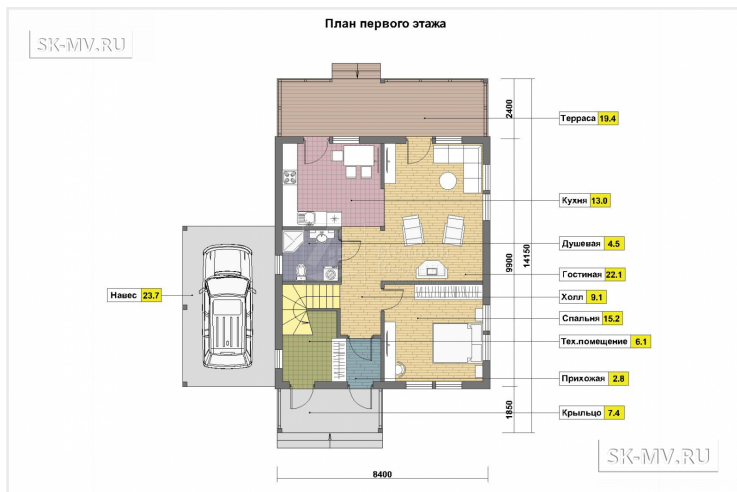 План первого этажа
SK-MV.RU
2400
Терраса 19.4
Кухня 13.0
Душевая 4.5
9900
14150
Гостиная 22.1
Навес 23.7
Холл 9.1
Спальня 15.2
Тех.помещение 6.1
Прихожая 2.8
1850
Крыльцо 7.4
SK-MV.RU
8400